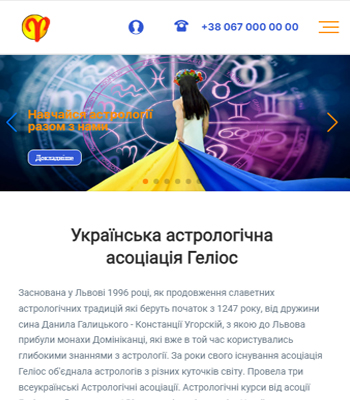 +38 067 000 00 00
Навчайся астрології
разом з нами
Докладніше
Українська астрологічна
асоціація Геліос
Заснована у Львові 1996 році, як продовження славетних
астрологічних традицій які беруть початок з 1247 року, від дружини
сина Данила Галицького - Констанції Угорскій, з якою до Львова
прибули монахи Домініканці, які вже в той час користувались
глибокими знаннями з астрології. За роки свого існування асоціація
Геліос об'єднала астрологів з різних куточків світу. Провела три
всеукраїнські Астрологічні асоціації. Астрологічні курси від асоції